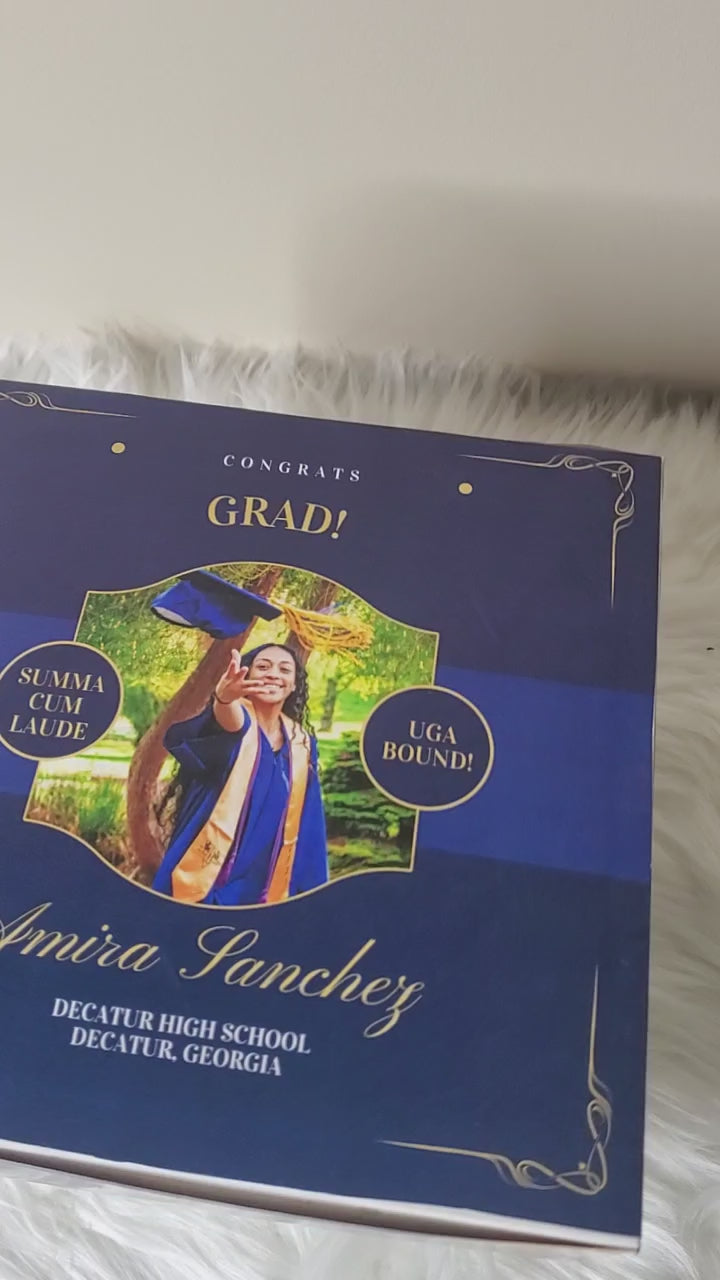 CONGRATS
GRAD!
SUMMA
CUM
LAUDE
UGA
BOUND!
Amira Sanchez
DECATUR HIGH SCHOOL
DECATUR, GEORGIA